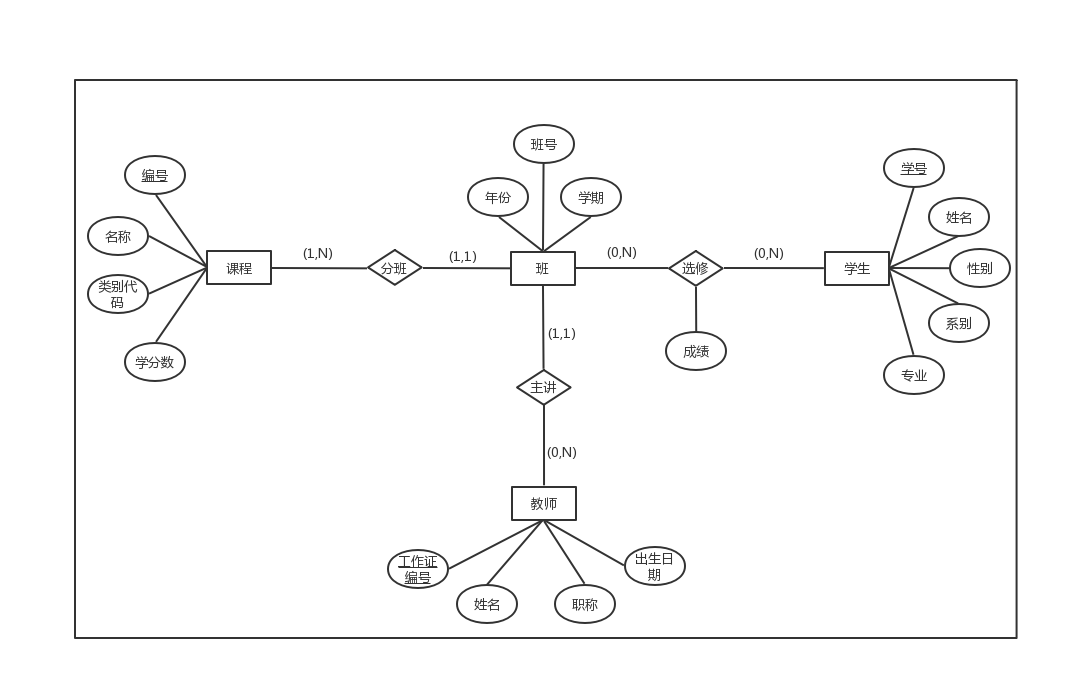 班号
编号
学号
年份
学期
姓名
名称
(1,N)
(1,1)
(0,N)
(0,N)
课程
分班
班
选修
学生
性别
类别代
码
系别
(1,1)
成绩
学分数
专业
主讲
(0,N)
教师
工作证
编号
出生日
期
姓名
职称